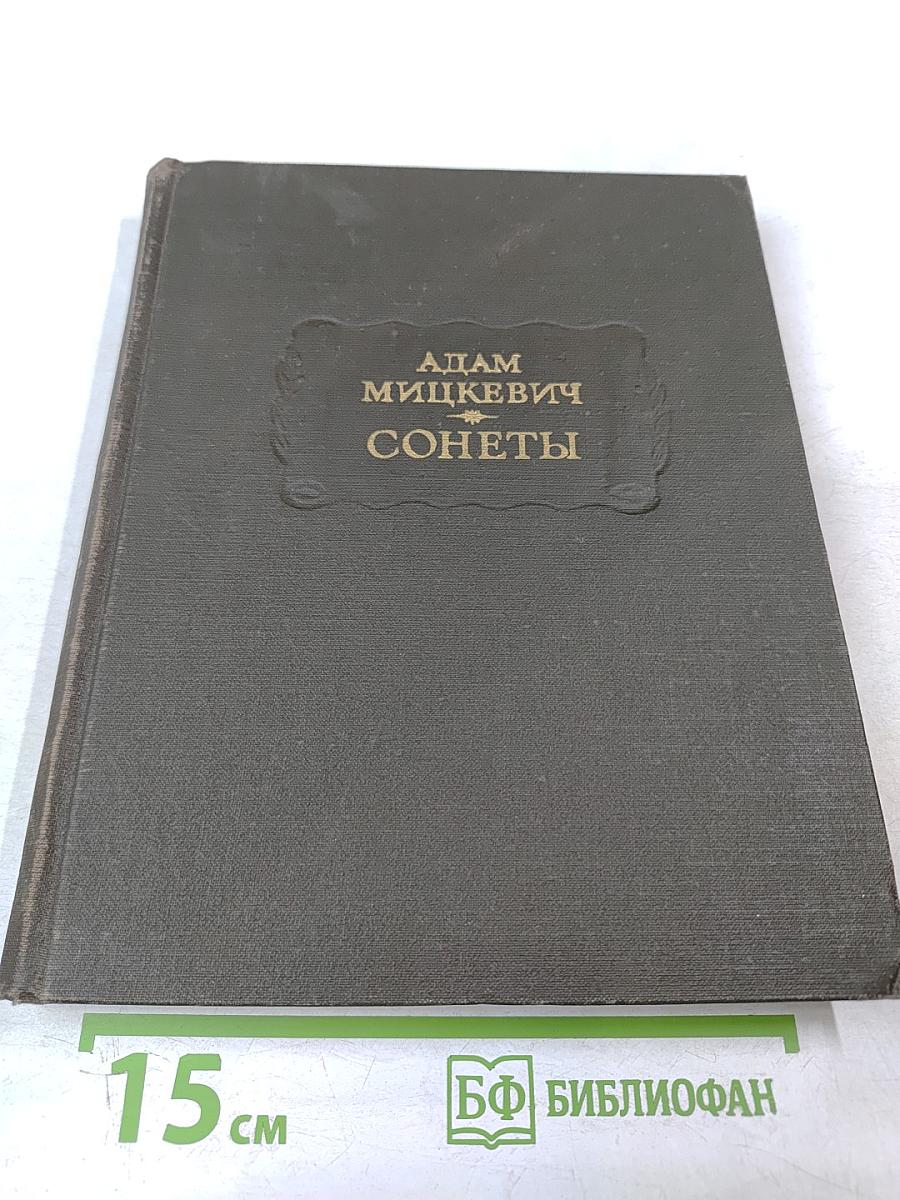 АДАМ
МИЦКЕВИЧ
СОНЕТЫ
15 см
БФ БИБЛИОФАН